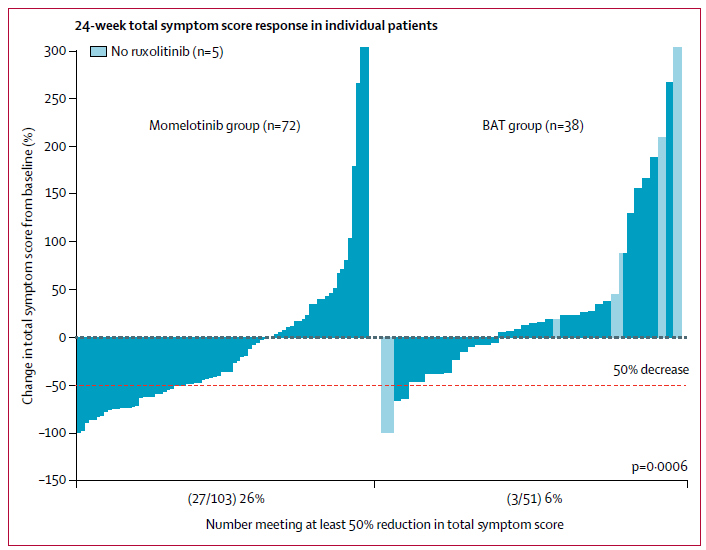 24-week total symptom score response in individual patients
No ruxolitinib (n=5)
Momelotinib group (n=72)
BAT group (n=38)
Change in total symptom score from baseline (%)
300
250
200
150
100
50
0
−50
−100
−150
50% decrease
p=0·0006
(27/103) 26%
(3/51) 6%
Number meeting at least 50% reduction in total symptom score